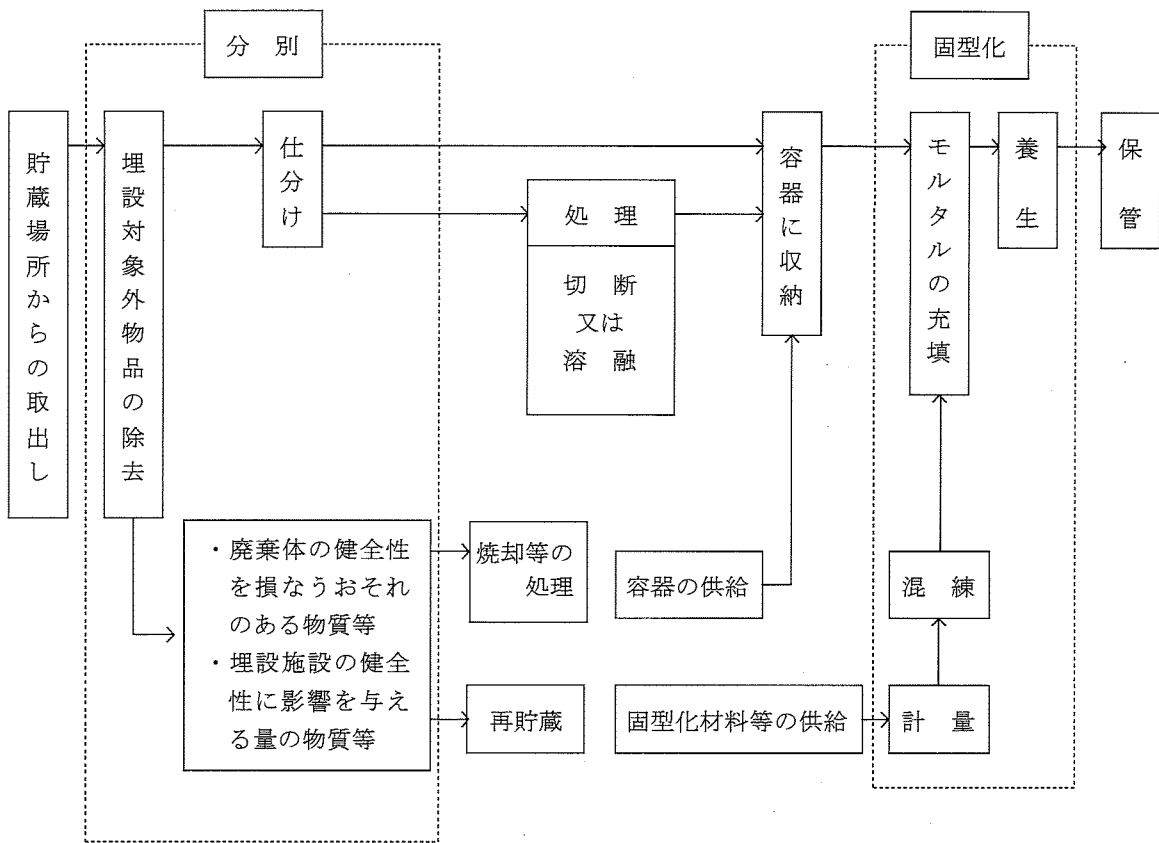 分 別
固型化
貯蔵場所からの取出し
埋設対象外物品の除去
仕分け
処 理
切 断
又は
溶 融
容器に収納
モルタルの充填
養生
保管
・廃棄体の健全性
を損なうおそれ
のある物質等
・埋設施設の健全
性に影響を与え
る量の物質等
焼却等の
処理
再貯蔵
容器の供給
固型化材料等の供給
混 練
計 量